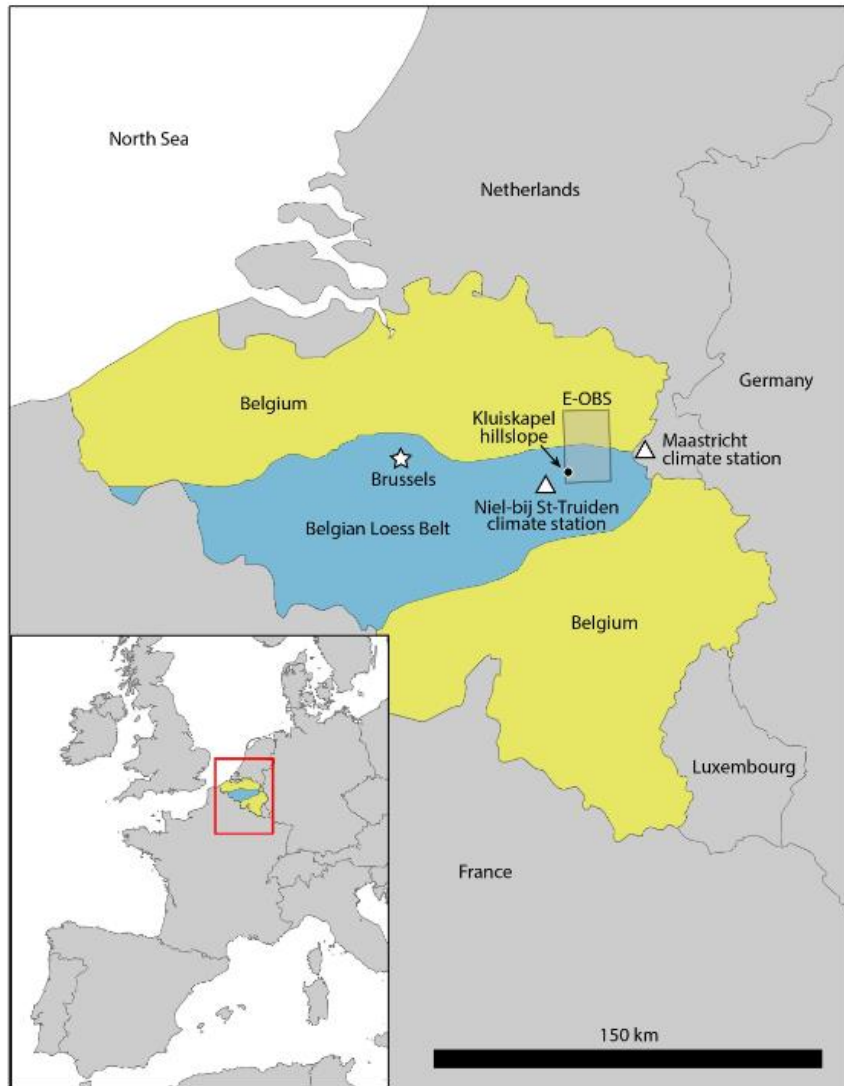 North Sea
Netherlands
Germany
E-OBS
Belgium
Kluiskapel
hillslope
Maastricht
climate station
Brussels
Niel-bij St-Truiden
climate station
Belgian Loess Belt
Belgium
Luxembourg
France
150 km